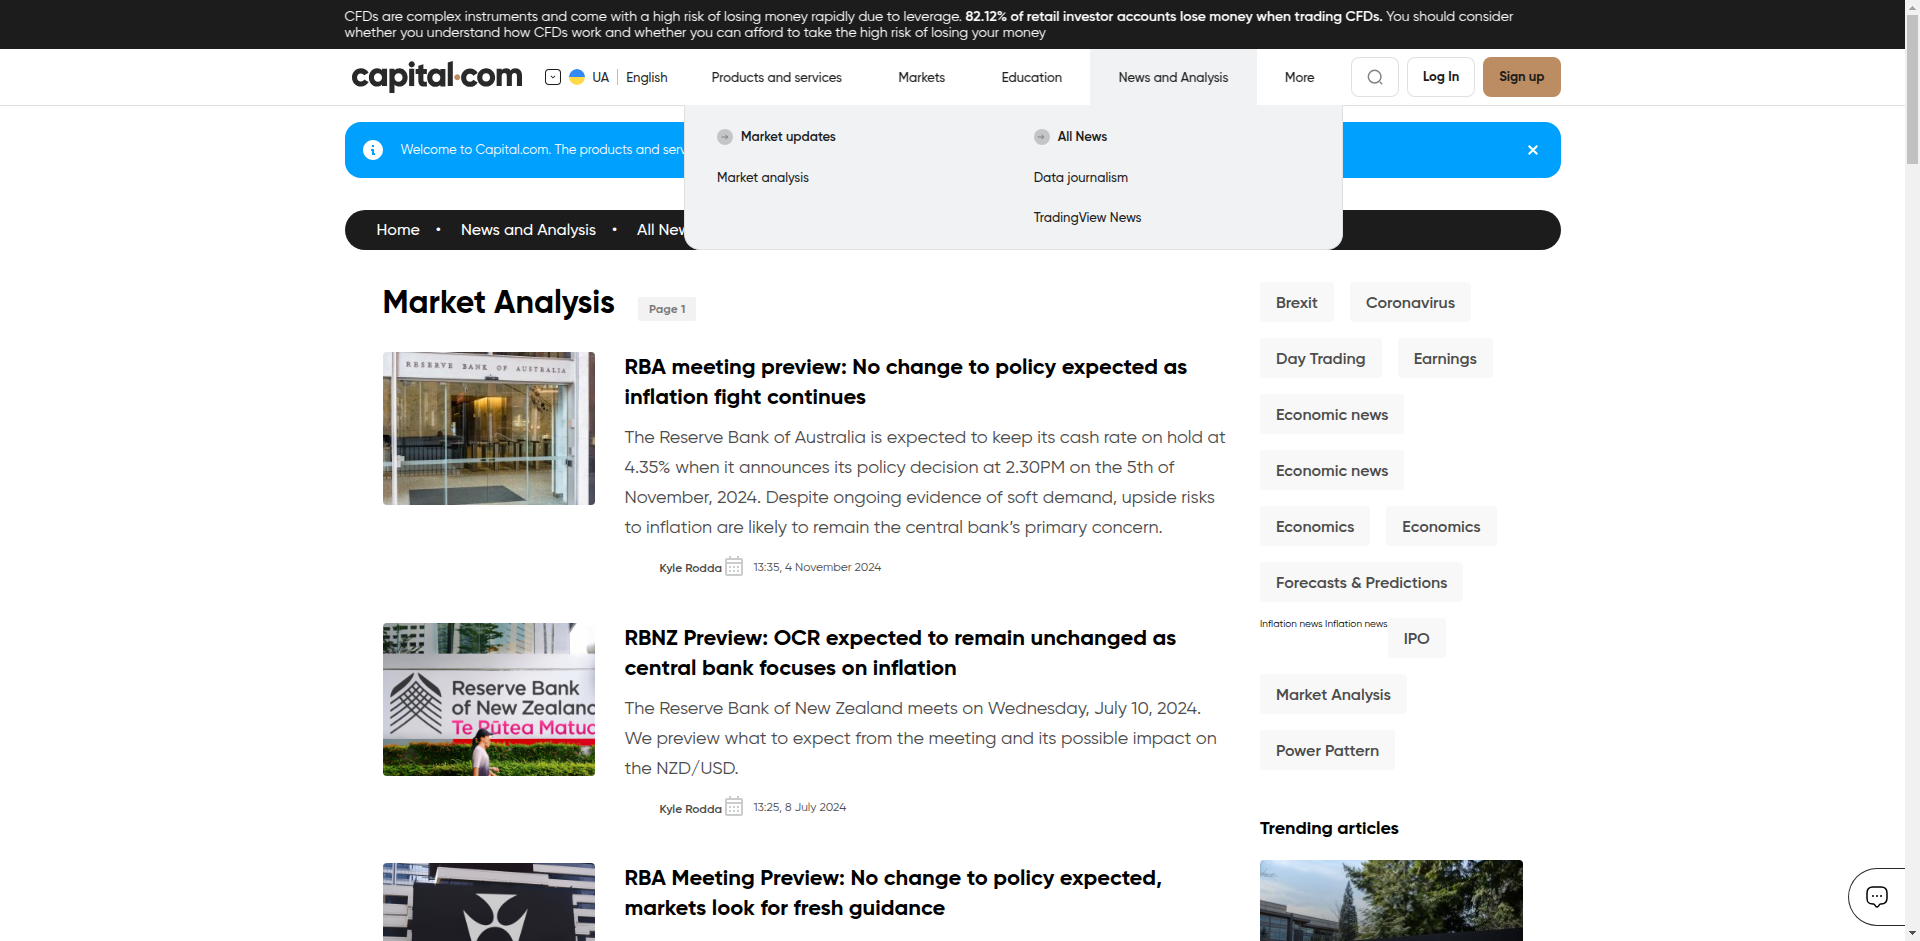 CFDs are complex instruments and come with a high risk of losing money rapidly due to leverage. 82.12% of retail investor accounts lose money when trading CFDs. You should consider
whether you understand how CFDs work and whether you can afford to take the high risk of losing your money
capital.com
UA
English
Products and services
Markets
Education
News and Analysis
More
Log In
Sign up
Market updates
Market analysis
All News
Data journalism
TradingView News
Welcome to Capital.com. The products and serv
Home • News and Analysis • All New
Market Analysis
Page 1
RESERVE BANK OF AUSTRALIA
RBA meeting preview: No change to policy expected as
inflation fight continues
The Reserve Bank of Australia is expected to keep its cash rate on hold at
4.35% when it announces its policy decision at 2.30PM on the 5th of
November, 2024. Despite ongoing evidence of soft demand, upside risks
to inflation are likely to remain the central bank’s primary concern.
Kyle Rodda
13:35, 4 November 2024
Reserve Bank
of New Zealand
Te Pūtea Matua
RBNZ Preview: OCR expected to remain unchanged as
central bank focuses on inflation
The Reserve Bank of New Zealand meets on Wednesday, July 10, 2024.
We preview what to expect from the meeting and its possible impact on
the NZD/USD.
Kyle Rodda
13:25, 8 July 2024
RBA Meeting Preview: No change to policy expected,
markets look for fresh guidance
Brexit
Coronavirus
Day Trading
Earnings
Economic news
Economic news
Economics
Economics
Forecasts & Predictions
Inflation news Inflation news
IPO
Market Analysis
Power Pattern
Trending articles